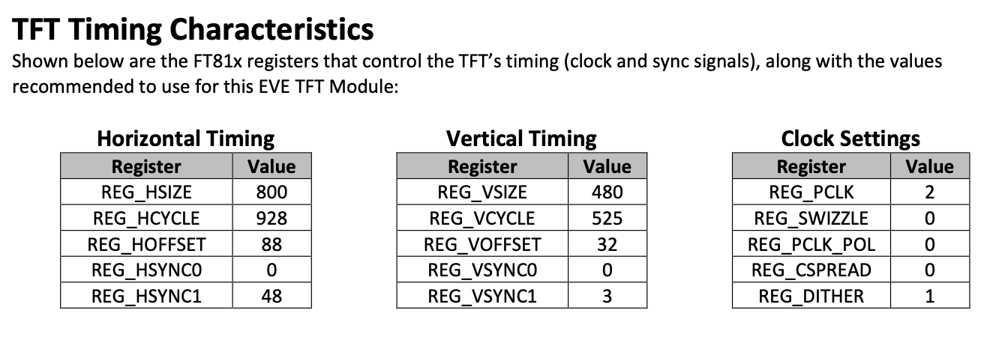 TFT Timing Characteristics
Shown below are the FT81x registers that control the TFT's timing (clock and sync signals), along with the values
recommended to use for this EVE TFT Module:
Horizontal Timing
Register Value
REG_HSIZE 800
REG_HCYCLE 928
REG_HOFFSET 88
REG_HSYNC0 0
REG_HSYNC1 48
Vertical Timing
Register Value
REG_VSIZE 480
REG_VCYCLE 525
REG_VOFFSET 32
REG_VSYNC0 0
REG_VSYNC1 3
Clock Settings
Register Value
REG_PCLK 2
REG_SWIZZLE 0
REG_PCLK_POL 0
REG_CSPREAD 0
REG_DITHER 1